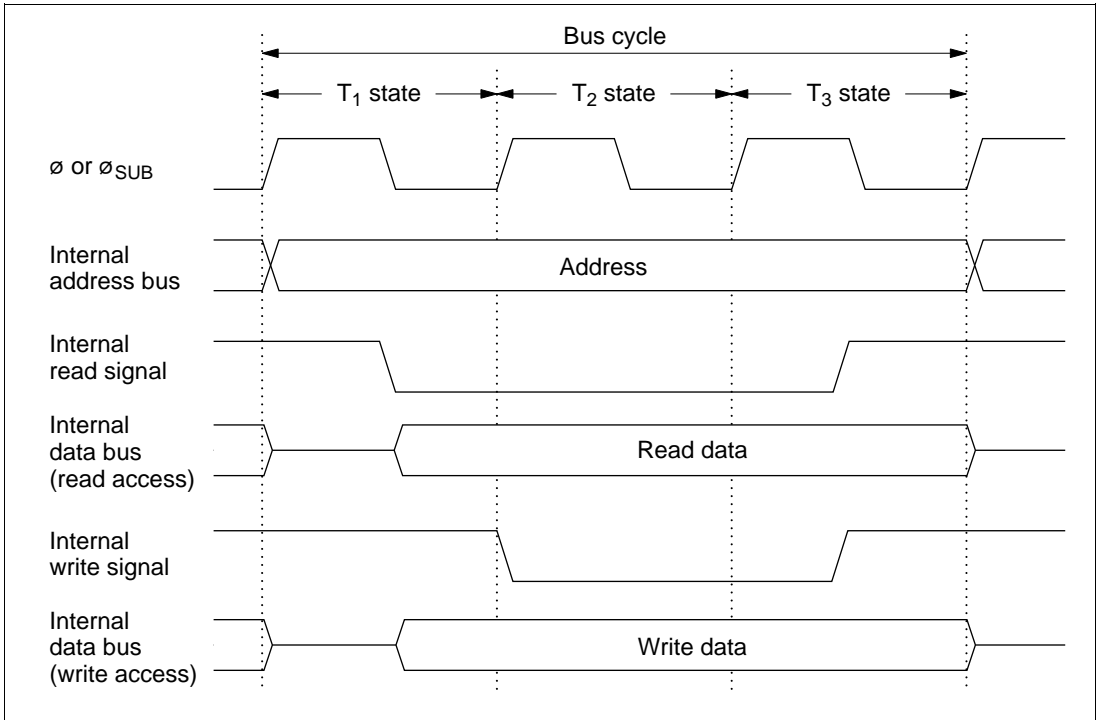 Bus cycle
T₁ state
T₂ state
T₃ state
ø or ø_SUB
Internal
address bus
Address
Internal
read signal
Internal
data bus
(read access)
Read data
Internal
write signal
Internal
data bus
(write access)
Write data